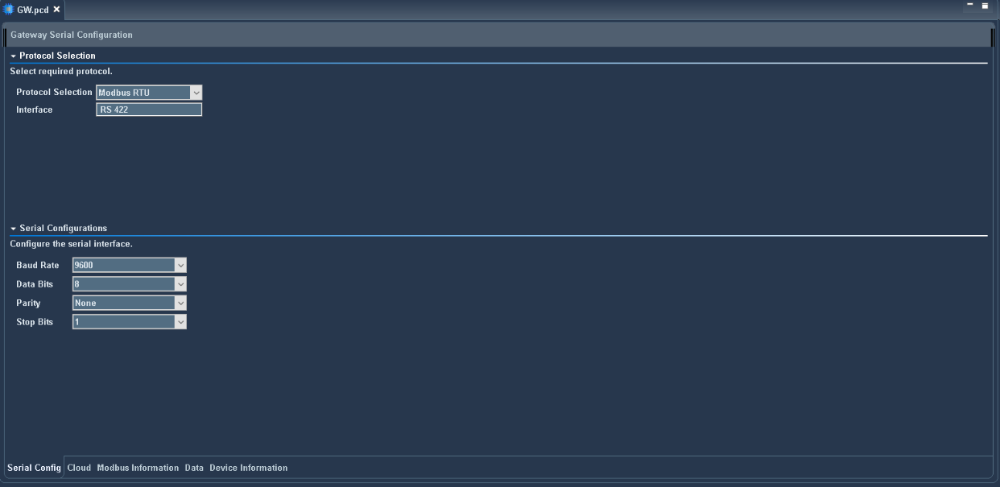 GW.pcd
Gateway Serial Configuration
Protocol Selection
Select required protocol.
Protocol Selection Modbus RTU
Interface RS 422
Serial Configurations
Configure the serial interface.
Baud Rate 9600
Data Bits 8
Parity None
Stop Bits 1
Serial Config Cloud Modbus Information Data Device Information